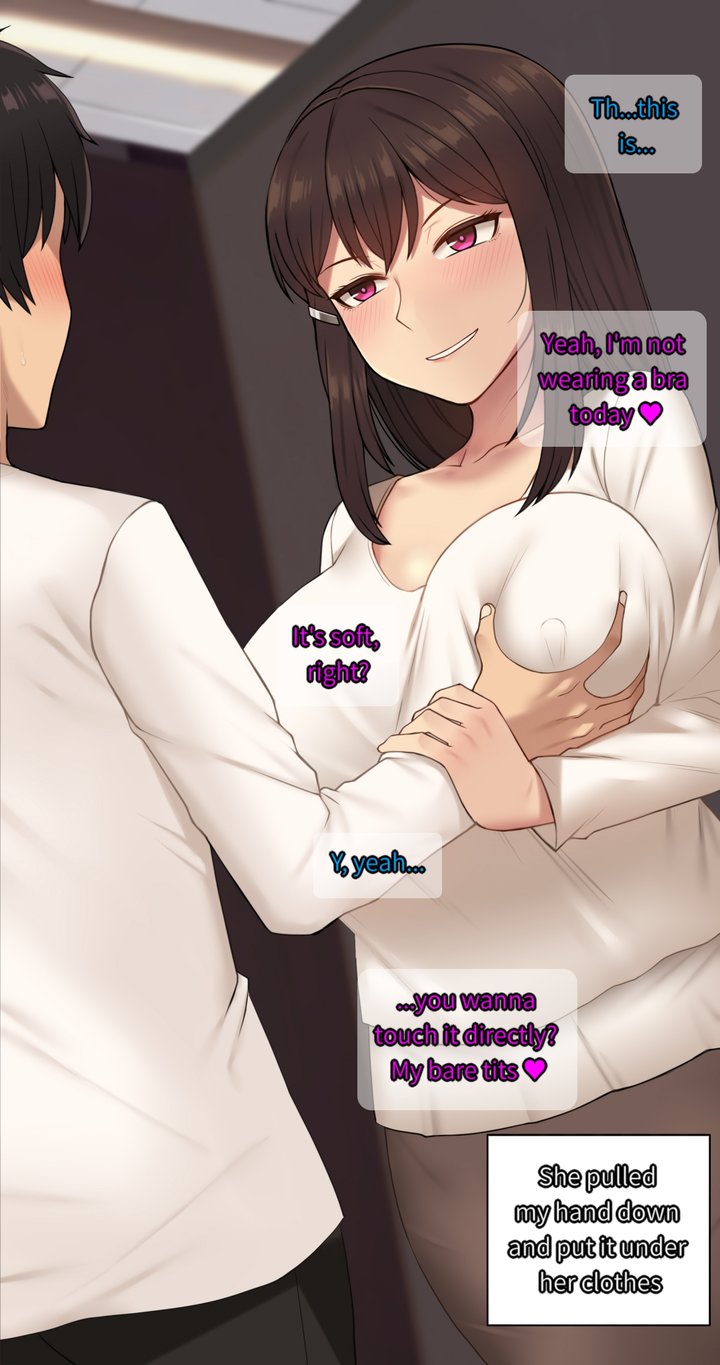 Th...this
is...
Yeah, I'm not
wearing a bra
today ♥
It's soft,
right?
Y, yeah...
...you wanna
touch it directly?
My bare tits ♥
She pulled
my hand down
and put it under
her clothes